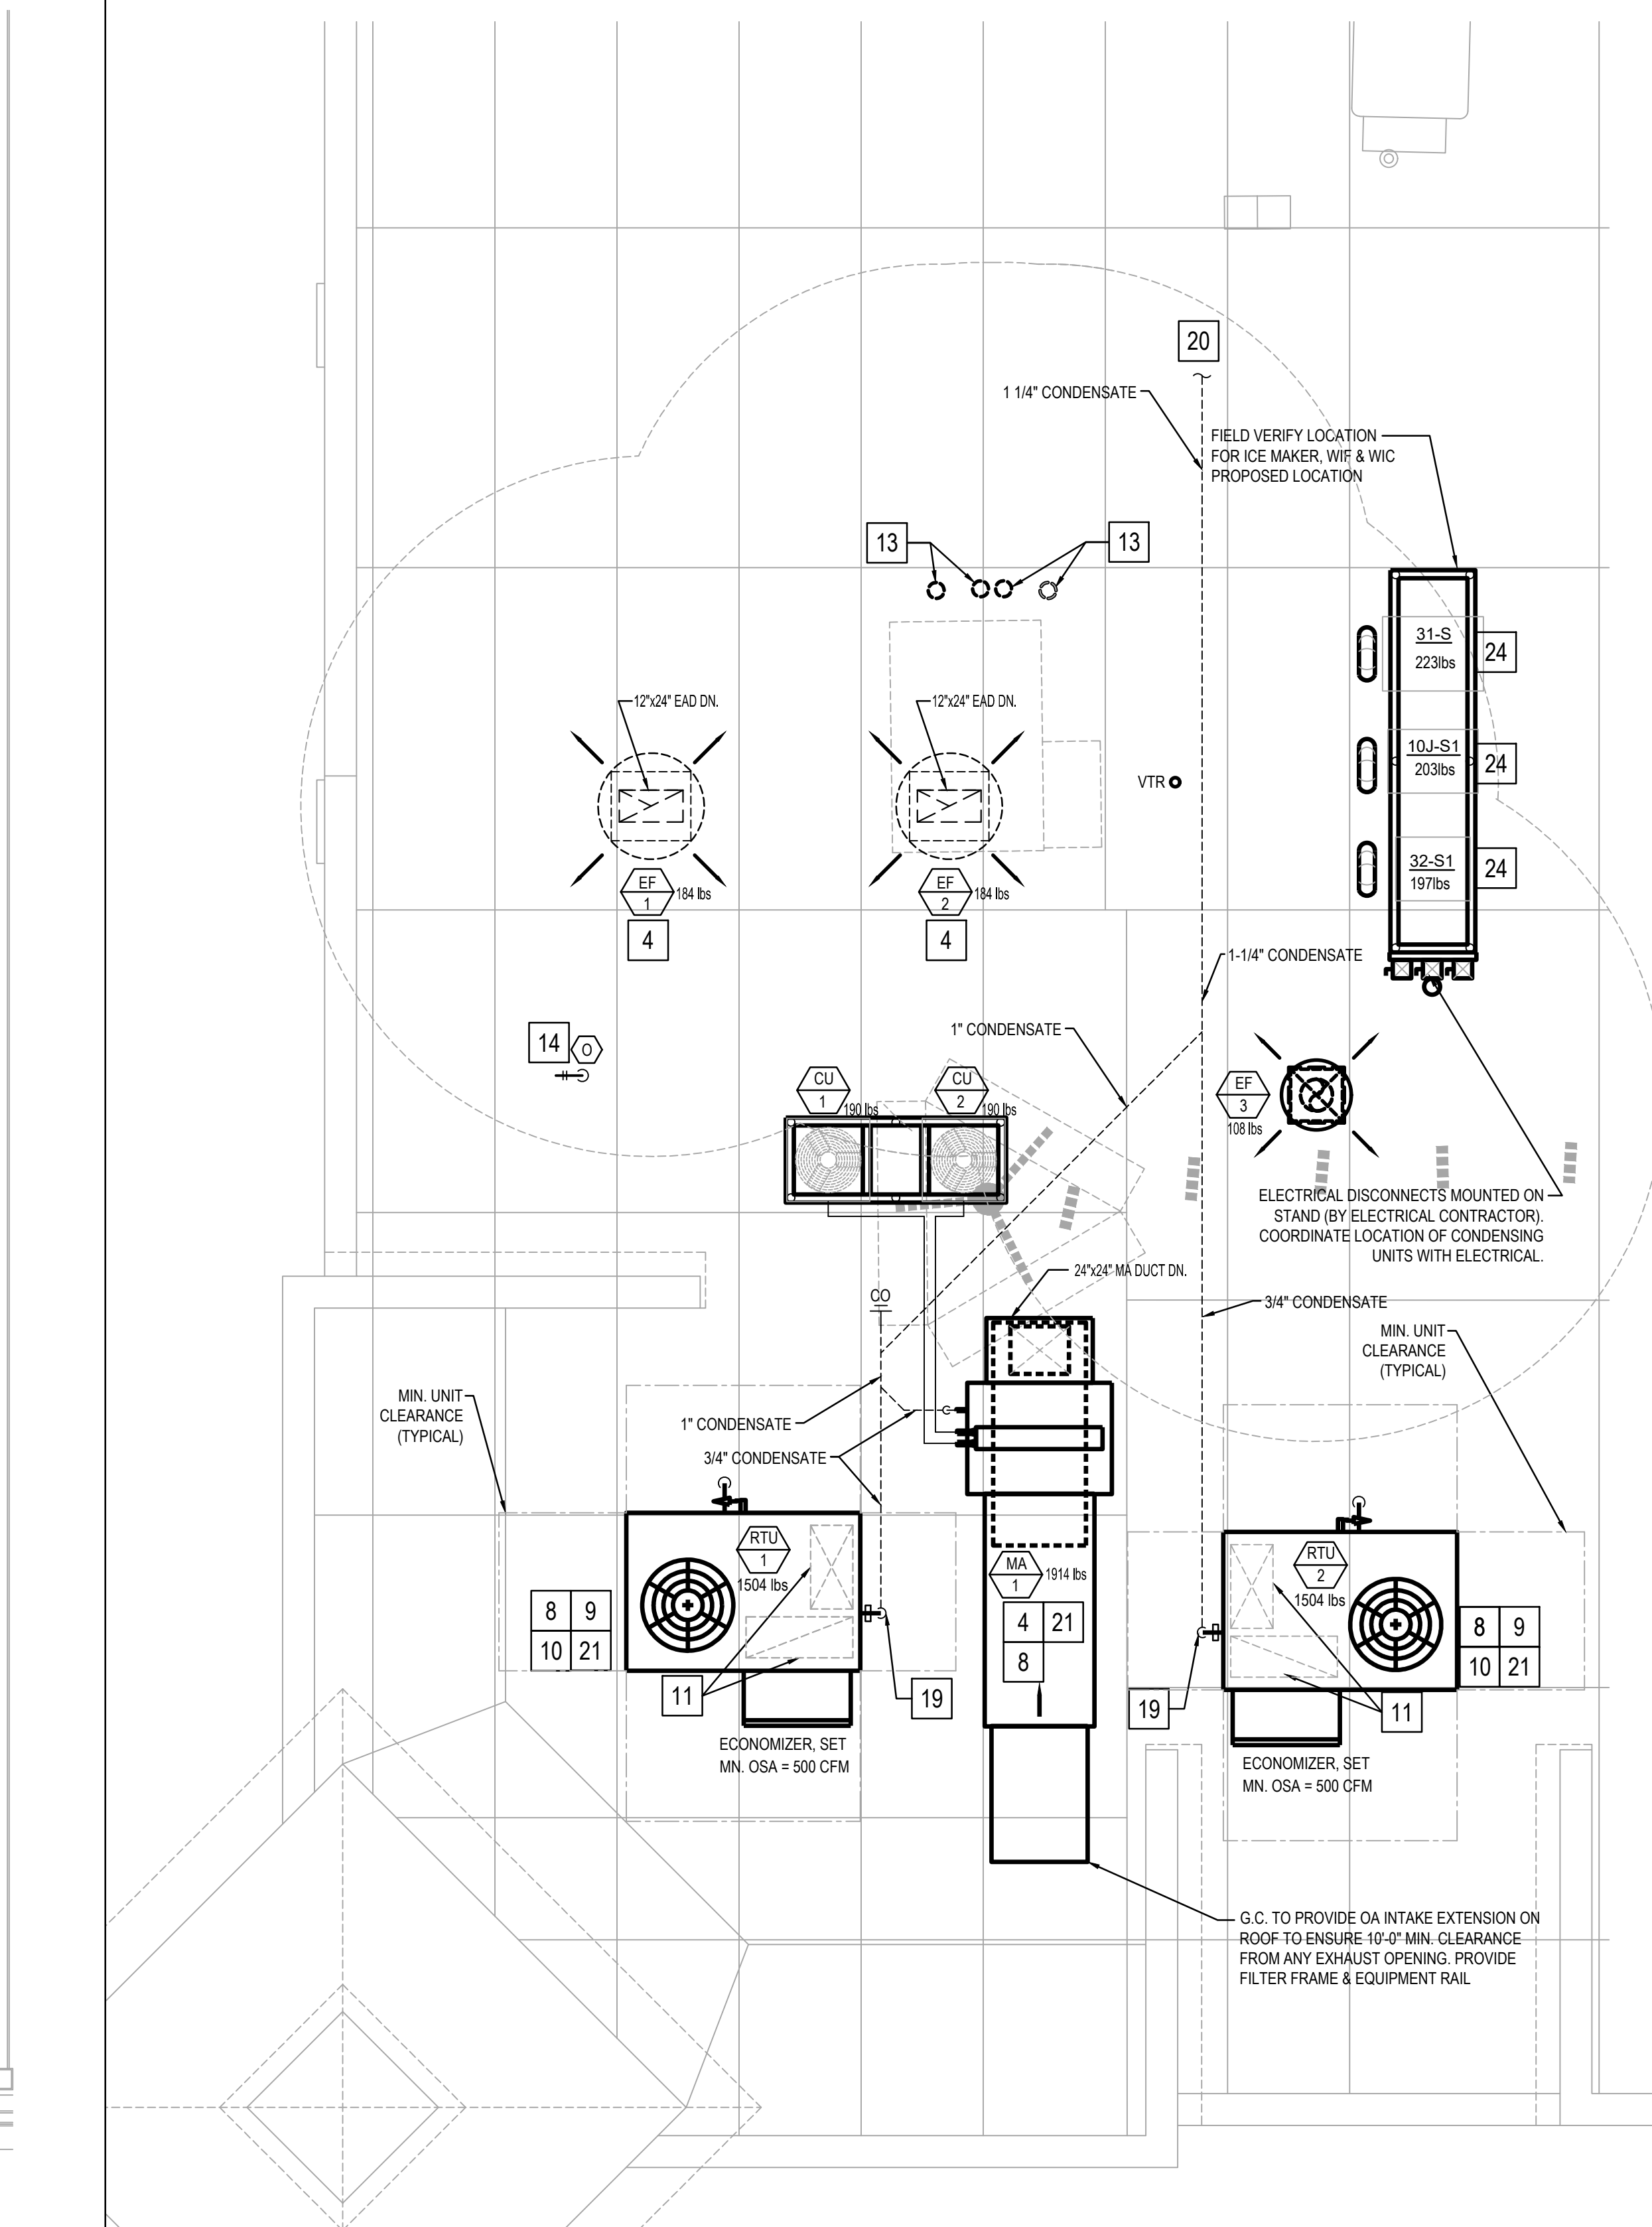 20
1 1/4" CONDENSATE
FIELD VERIFY LOCATION
FOR ICE MAKER, WIF & WIC
PROPOSED LOCATION
13
13
31-S
223lbs
24
12"x24" EAD DN.
12"x24" EAD DN.
10J-S1
203lbs
24
VTR
32-S1
197lbs
24
EF
1
184 lbs
EF
2
184 lbs
4
4
1-1/4" CONDENSATE
14
O
1" CONDENSATE
CU
1
190 lbs
CU
2
190 lbs
EF
3
108 lbs
ELECTRICAL DISCONNECTS MOUNTED ON
STAND (BY ELECTRICAL CONTRACTOR).
COORDINATE LOCATION OF CONDENSING
UNITS WITH ELECTRICAL.
24"x24" MA DUCT DN.
CO
3/4" CONDENSATE
MIN. UNIT
CLEARANCE
(TYPICAL)
MIN. UNIT
CLEARANCE
(TYPICAL)
1" CONDENSATE
3/4" CONDENSATE
RTU
1
1504 lbs
MA
1
1914 lbs
RTU
2
1504 lbs
8 9
10 21
4 21
8
8 9
10 21
11
19
19
11
ECONOMIZER, SET
MN. OSA = 500 CFM
ECONOMIZER, SET
MN. OSA = 500 CFM
G.C. TO PROVIDE OA INTAKE EXTENSION ON
ROOF TO ENSURE 10'-0" MIN. CLEARANCE
FROM ANY EXHAUST OPENING. PROVIDE
FILTER FRAME & EQUIPMENT RAIL